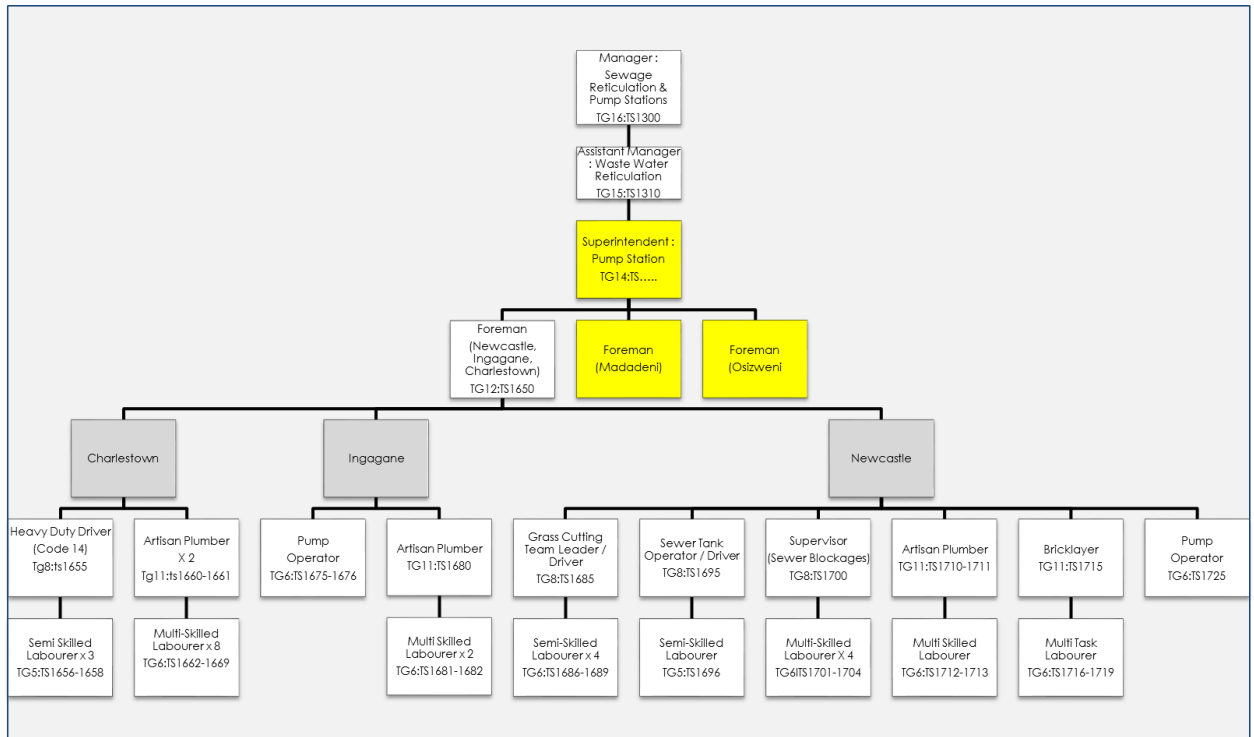 Manager :
Sewage
Reticulation &
Pump Stations
TG16:TS1300
Assistant Manager
: Waste Water
Reticulation
TG15:TS1310
Superintendent :
Pump Station
TG14:TS.....
Foreman
(Newcastle,
Ingagane,
Charlestown)
TG12:TS1650
Foreman
(Madadeni)
Foreman
(Osizweni
Charlestown
Ingagane
Newcastle
Heavy Duty Driver
(Code 14)
Tg8:ts1655
Artisan Plumber
X 2
Tg11:ts1660-1661
Pump
Operator
TG6:TS1675-1676
Artisan Plumber
TG11:TS1680
Grass Cutting
Team Leader /
Driver
TG8:TS1685
Sewer Tank
Operator / Driver
TG8:TS1695
Supervisor
(Sewer Blockages)
TG8:TS1700
Artisan Plumber
TG11:TS1710-1711
Bricklayer
TG11:TS1715
Pump
Operator
TG6:TS1725
Semi Skilled
Labourer x 3
TG5:TS1656-1658
Multi-Skilled
Labourer x 8
TG6:TS1662-1669
Multi Skilled
Labourer x 2
TG6:TS1681-1682
Semi-Skilled
Labourer x 4
TG6:TS1686-1689
Semi-Skilled
Labourer
TG5:TS1696
Multi-Skilled
Labourer X 4
TG6ITS1701-1704
Multi Skilled
Labourer
TG6:TS1712-1713
Multi Task
Labourer
TG6:TS1716-1719